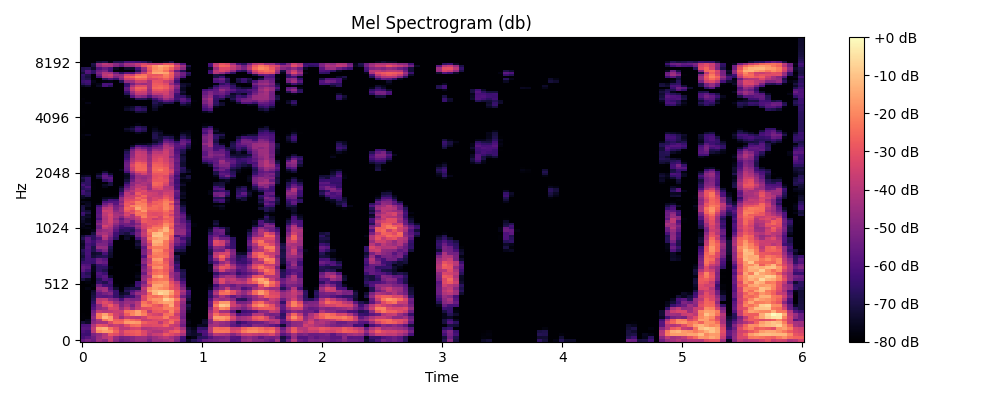 Mel Spectrogram (db)
8192
4096
2048
1024
512
0
Hz
0 1 2 3 4 5 6
Time
+0 dB
-10 dB
-20 dB
-30 dB
-40 dB
-50 dB
-60 dB
-70 dB
-80 dB